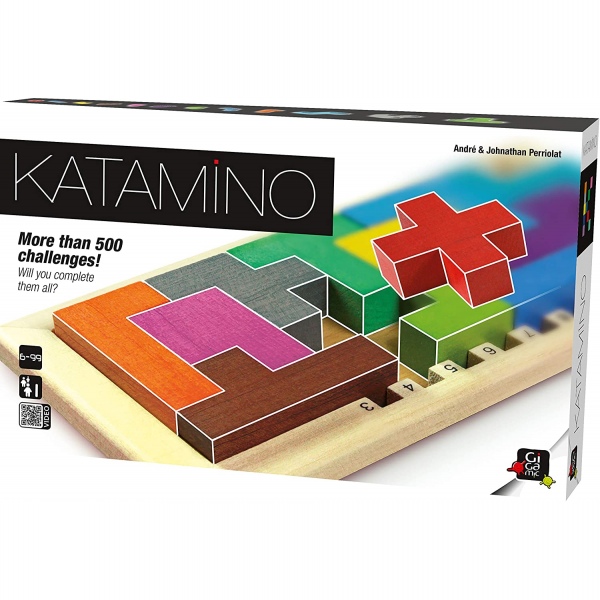 KATAMINO
André & Johnathan Perriolat
More than 500
challenges!
Will you complete
them all?
6-99
VIDEO
3
4
5
6
7
8
GiGAMiC
KATAMINO